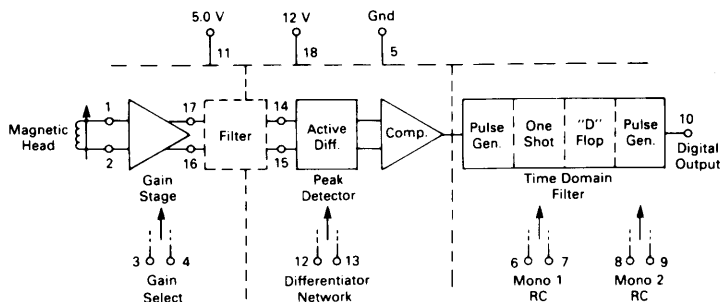 5.0 V
12 V
Gnd
11
18
5
1
17
14
10
Magnetic
Head
Filter
Active
Diff.
Comp.
Pulse
Gen.
One
Shot
"D"
Flop
Pulse
Gen.
2
16
15
Digital
Output
Gain
Stage
Peak
Detector
Time Domain
Filter
3
4
12
13
6
7
8
9
Gain
Select
Differentiator
Network
Mono 1
RC
Mono 2
RC